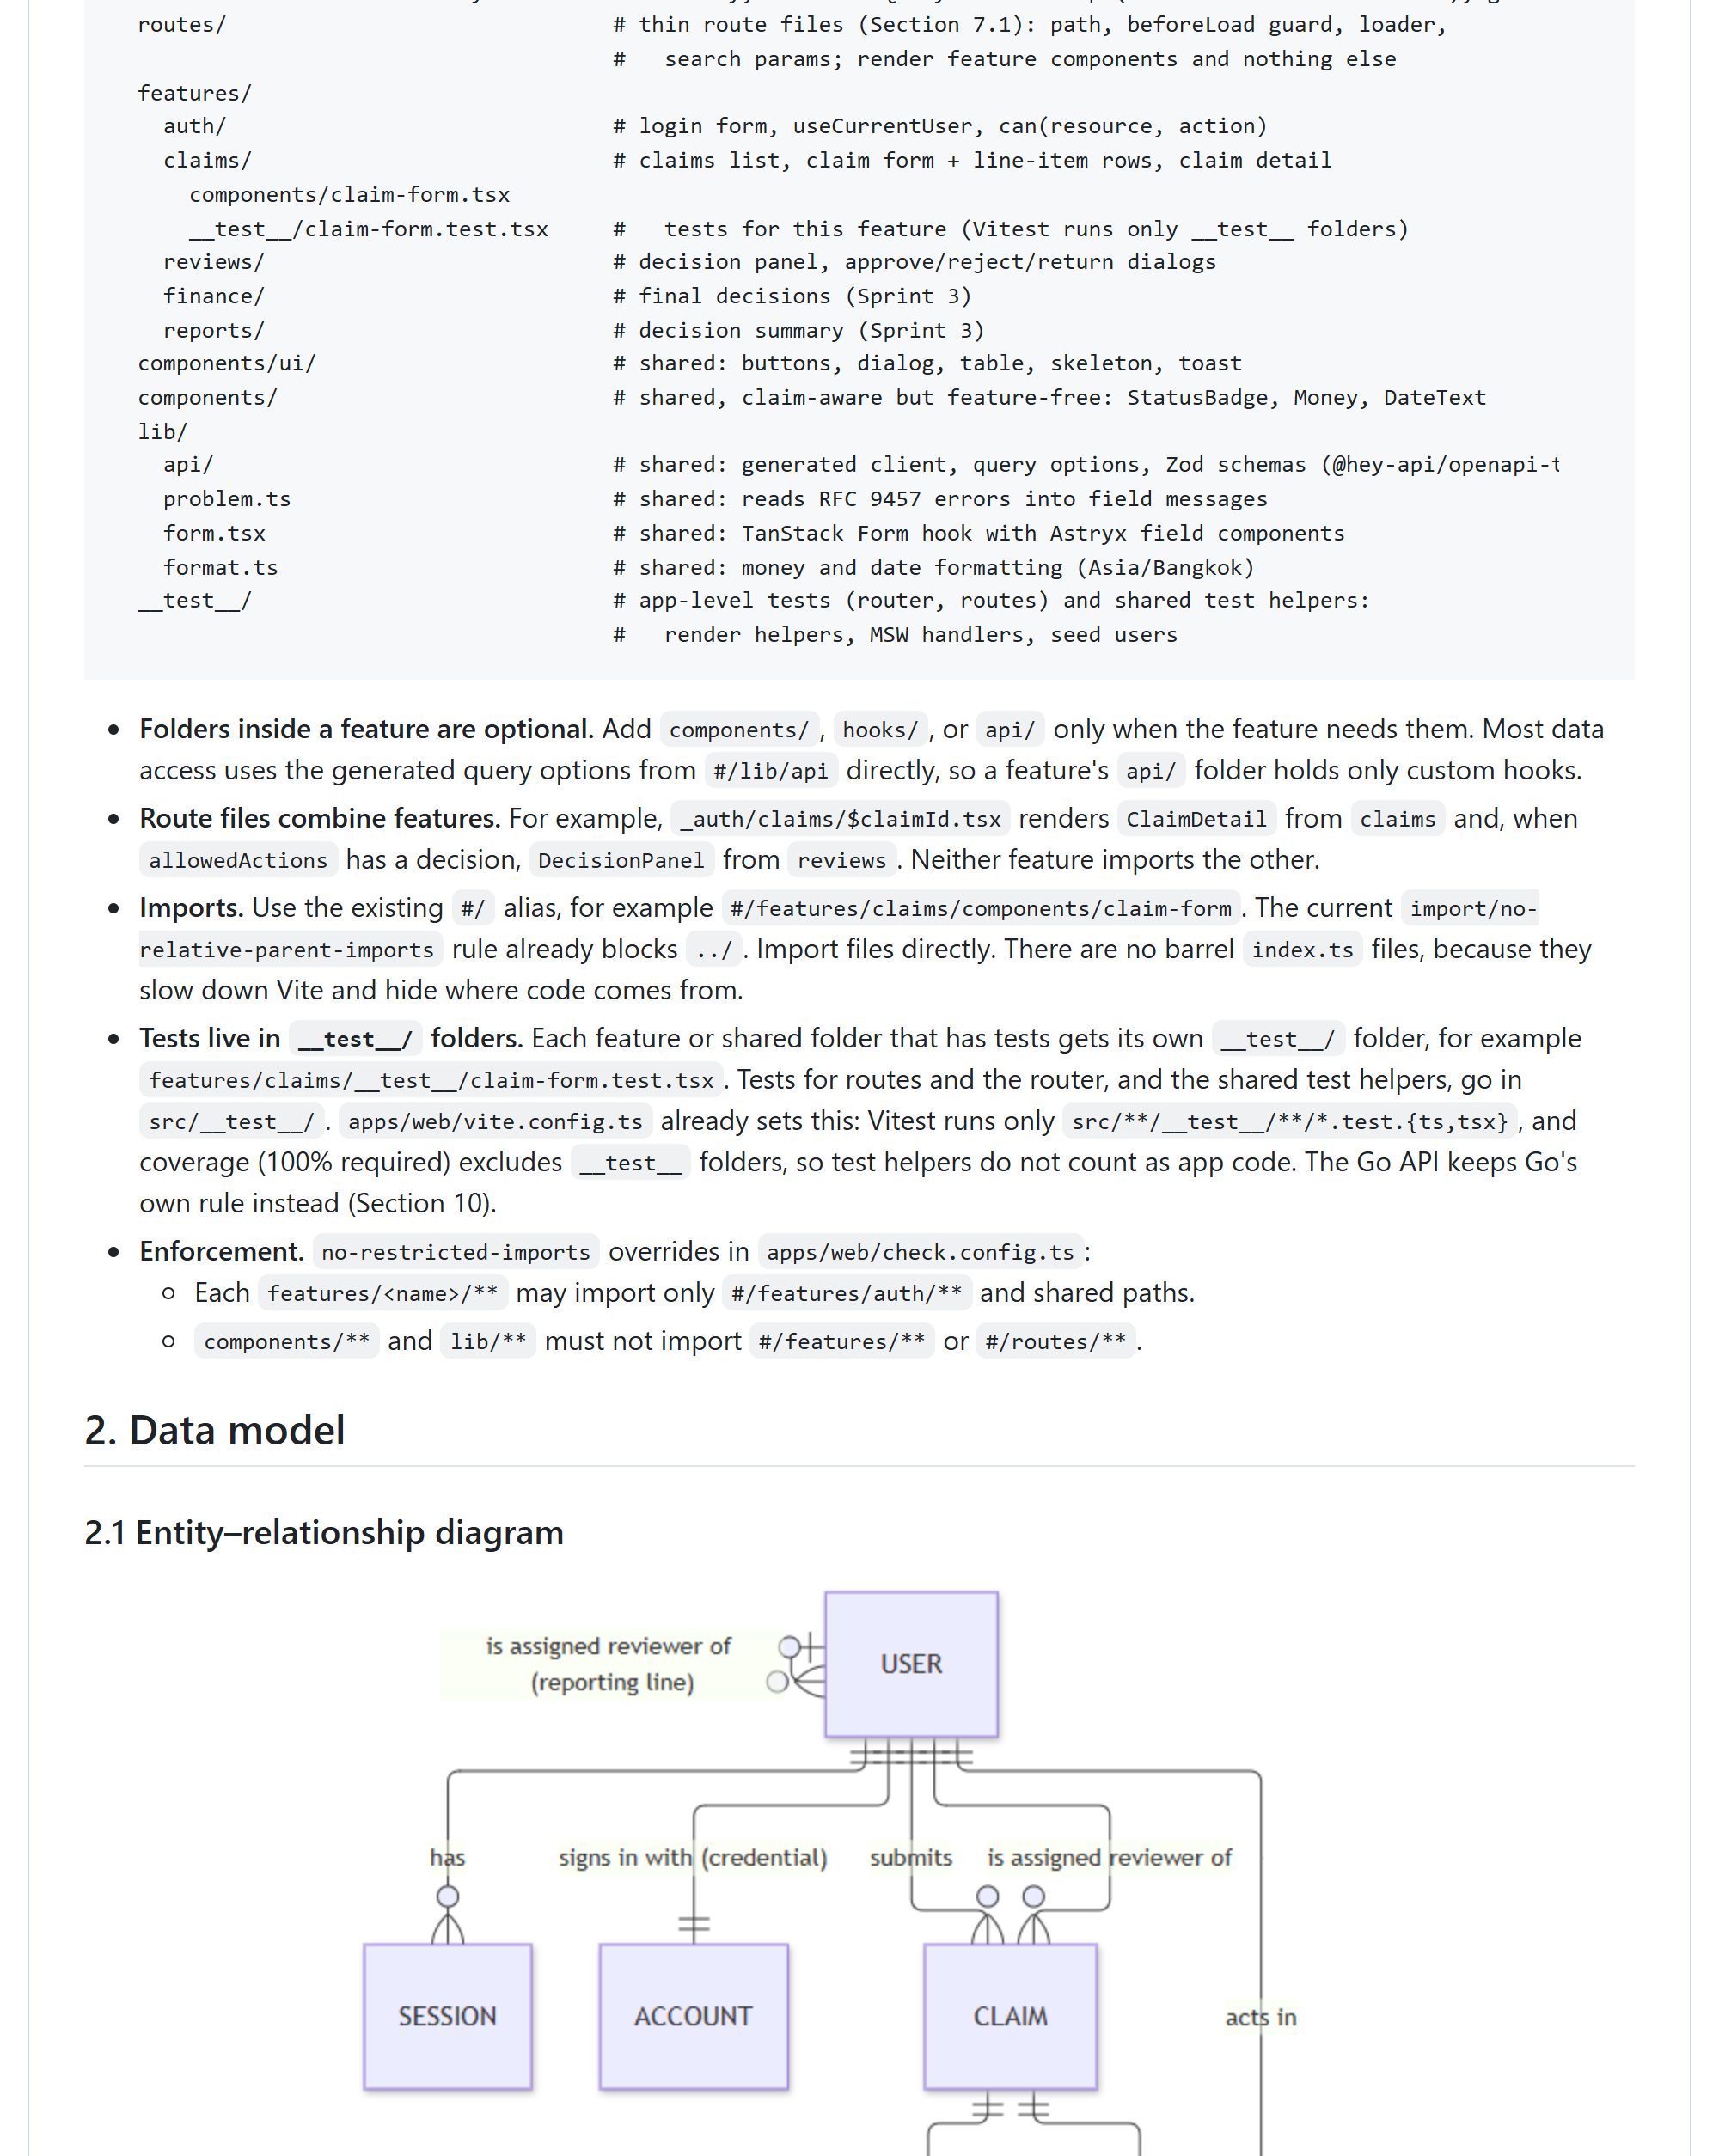 routes/ # thin route files (Section 7.1): path, beforeLoad guard, loader,
# search params; render feature components and nothing else
features/
auth/ # login form, useCurrentUser, can(resource, action)
claims/ # claims list, claim form + line-item rows, claim detail
components/claim-form.tsx
__test__/claim-form.test.tsx # tests for this feature (Vitest runs only __test__ folders)
reviews/ # decision panel, approve/reject/return dialogs
finance/ # final decisions (Sprint 3)
reports/ # decision summary (Sprint 3)
components/ui/ # shared: buttons, dialog, table, skeleton, toast
components/ # shared, claim-aware but feature-free: StatusBadge, Money, DateText
lib/
api/ # shared: generated client, query options, Zod schemas (@hey-api/openapi-t
problem.ts # shared: reads RFC 9457 errors into field messages
form.tsx # shared: TanStack Form hook with Astryx field components
format.ts # shared: money and date formatting (Asia/Bangkok)
__test__/ # app-level tests (router, routes) and shared test helpers:
# render helpers, MSW handlers, seed users
• Folders inside a feature are optional. Add components/, hooks/, or api/ only when the feature needs them. Most data
access uses the generated query options from #/lib/api directly, so a feature's api/ folder holds only custom hooks.
• Route files combine features. For example, _auth/claims/$claimId.tsx renders ClaimDetail from claims and, when
allowedActions has a decision, DecisionPanel from reviews. Neither feature imports the other.
• Imports. Use the existing #/ alias, for example #/features/claims/components/claim-form. The current import/no-
relative-parent-imports rule already blocks ../. Import files directly. There are no barrel index.ts files, because they
slow down Vite and hide where code comes from.
• Tests live in __test__/ folders. Each feature or shared folder that has tests gets its own __test__/ folder, for example
features/claims/__test__/claim-form.test.tsx. Tests for routes and the router, and the shared test helpers, go in
src/__test__/. apps/web/vite.config.ts already sets this: Vitest runs only src/**/__test__/**/*.test.{ts,tsx}, and
coverage (100% required) excludes __test__ folders, so test helpers do not count as app code. The Go API keeps Go's
own rule instead (Section 10).
• Enforcement. no-restricted-imports overrides in apps/web/check.config.ts:
○ Each features/<name>/** may import only #/features/auth/** and shared paths.
○ components/** and lib/** must not import #/features/** or #/routes/**.
2. Data model
2.1 Entity–relationship diagram
is assigned reviewer of
(reporting line)
USER
has
signs in with (credential)
submits
is assigned reviewer of
SESSION
ACCOUNT
CLAIM
acts in